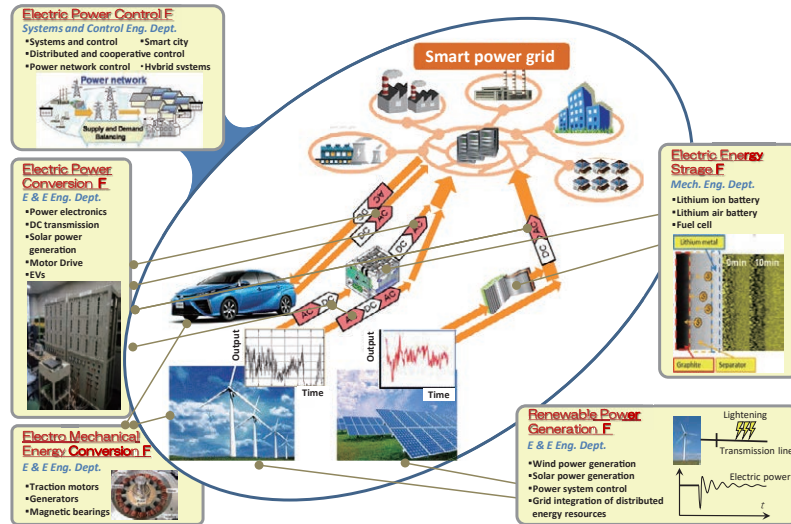 Electric Power Control F
Systems and Control Eng. Dept.
•Systems and control •Smart city
•Distributed and cooperative control
•Power network control •Hybrid systems
Power network
Supply and Demand
Balancing
Smart power grid
Electric Power
Conversion F
E & E Eng. Dept.
•Power electronics
•DC transmission
•Solar power
generation
•Motor Drive
•EVs
Electric Energy
Strage F
Mech. Eng. Dept.
•Lithium ion battery
•Lithium air battery
•Fuel cell
Lithium metal
0min 10min
Graphite
Separator
DC AC
DC AC
DC AC
DC AC
AC DC
DC AC
Output
Time
Output
Time
Electro Mechanical
Energy Conversion F
E & E Eng. Dept.
•Traction motors
•Generators
•Magnetic bearings
Renewable Power
Generation F
E & E Eng. Dept.
•Wind power generation
•Solar power generation
•Power system control
•Grid integration of distributed
energy resources
Lightening
Transmission line
Electric power
t